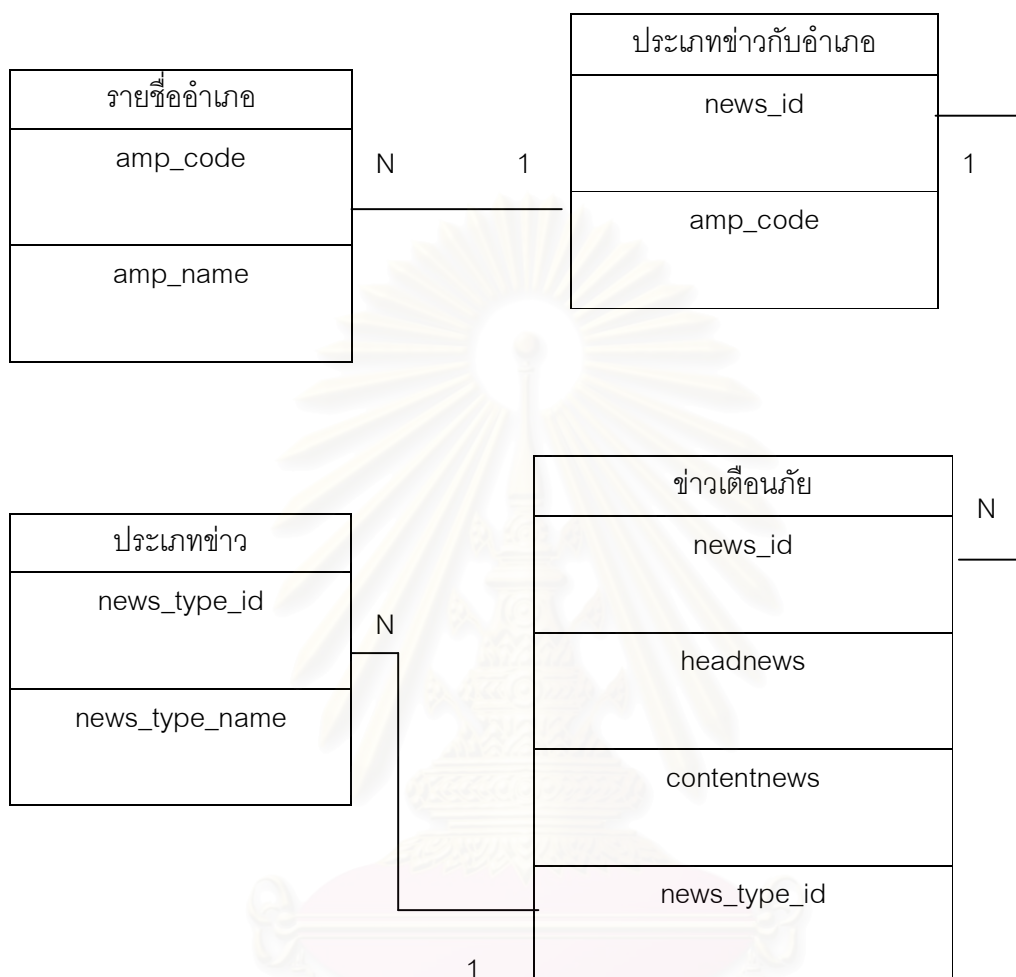 ประเภทข่าวกับอำเภอ
news_id
amp_code
รายชื่ออำเภอ
amp_code
amp_name
N
1
1
ข่าวเตือนภัย
news_id
headnews
contentnews
news_type_id
N
ประเภทข่าว
news_type_id
news_type_name
N
1